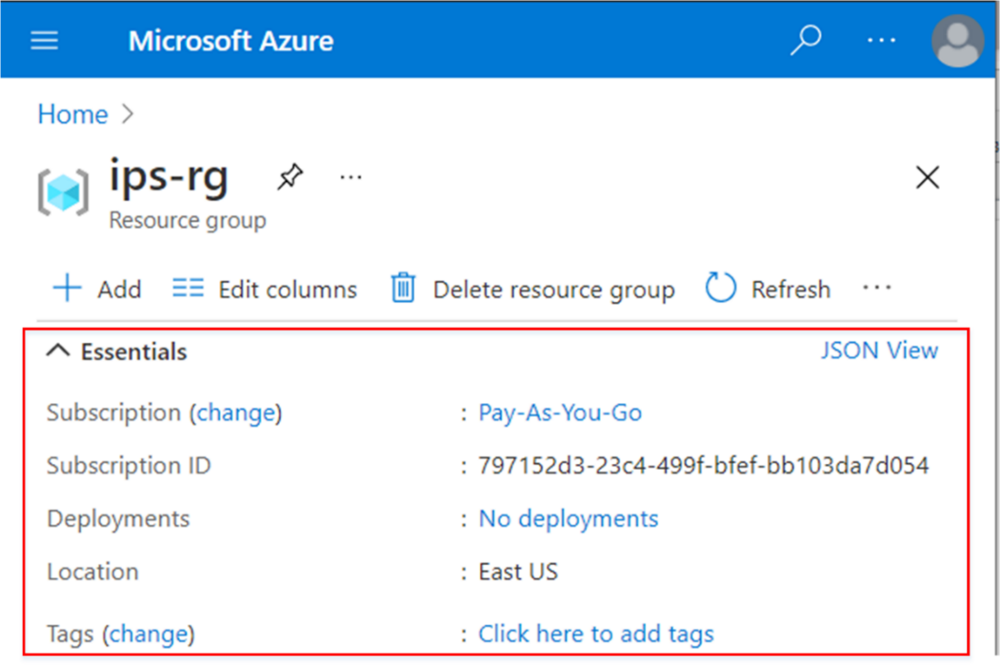 Microsoft Azure
Home >
ips-rg ...
Resource group
+ Add Edit columns Delete resource group Refresh ...
Essentials JSON View
Subscription (change) : Pay-As-You-Go
Subscription ID : 797152d3-23c4-499f-bfef-bb103da7d054
Deployments : No deployments
Location : East US
Tags (change) : Click here to add tags